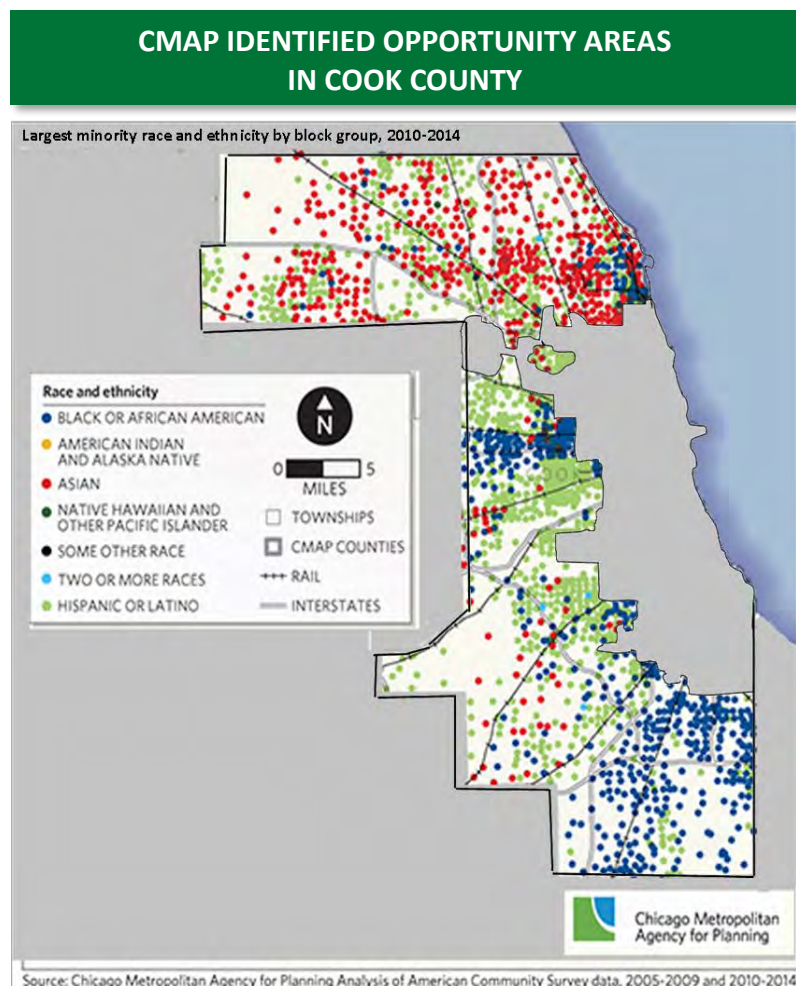 CMAP IDENTIFIED OPPORTUNITY AREAS
IN COOK COUNTY
Largest minority race and ethnicity by block group, 2010-2014
Race and ethnicity
BLACK OR AFRICAN AMERICAN
AMERICAN INDIAN
AND ALASKA NATIVE
ASIAN
NATIVE HAWAIIAN AND
OTHER PACIFIC ISLANDER
SOME OTHER RACE
TWO OR MORE RACES
HISPANIC OR LATINO
N
0 5
MILES
TOWNSHIPS
CMAP COUNTIES
RAIL
INTERSTATES
Chicago Metropolitan
Agency for Planning
Source: Chicago Metropolitan Agency for Planning Analysis of American Community Survey data, 2005-2009 and 2010-2014